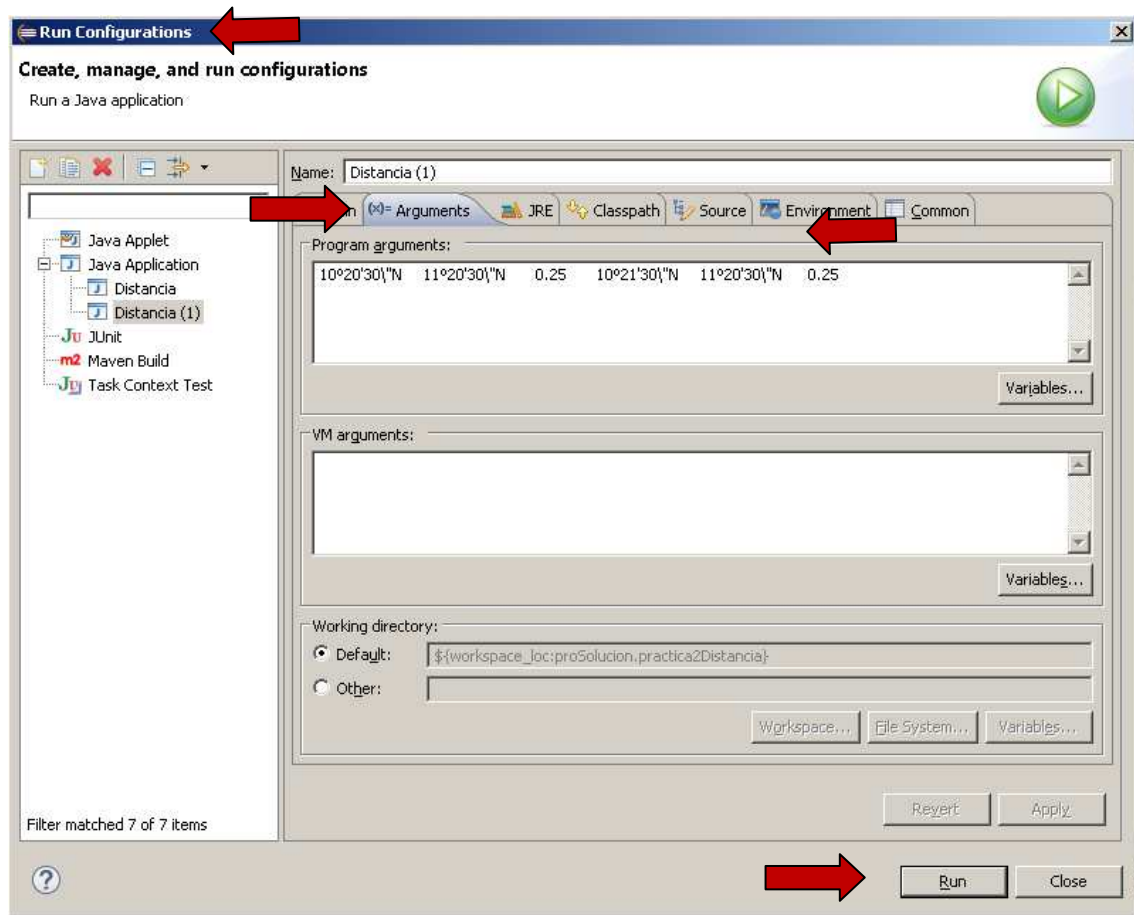 Run Configurations
Create, manage, and run configurations
Run a Java application
Name: Distancia (1)
(x)= Arguments JRE Classpath Source Environment Common
Java Applet
Java Application
Distancia
Distancia (1)
Ju JUnit
m2 Maven Build
Task Context Test
Filter matched 7 of 7 items
Program arguments:
10º20'30\"N 11º20'30\"N 0.25 10º21'30\"N 11º20'30\"N 0.25
Variables...
VM arguments:
Variables...
Working directory:
Default: ${workspace_loc:proSolucion.practica2Distancia}
Other:
Workspace... File System... Variables...
Revert Apply
? Run Close